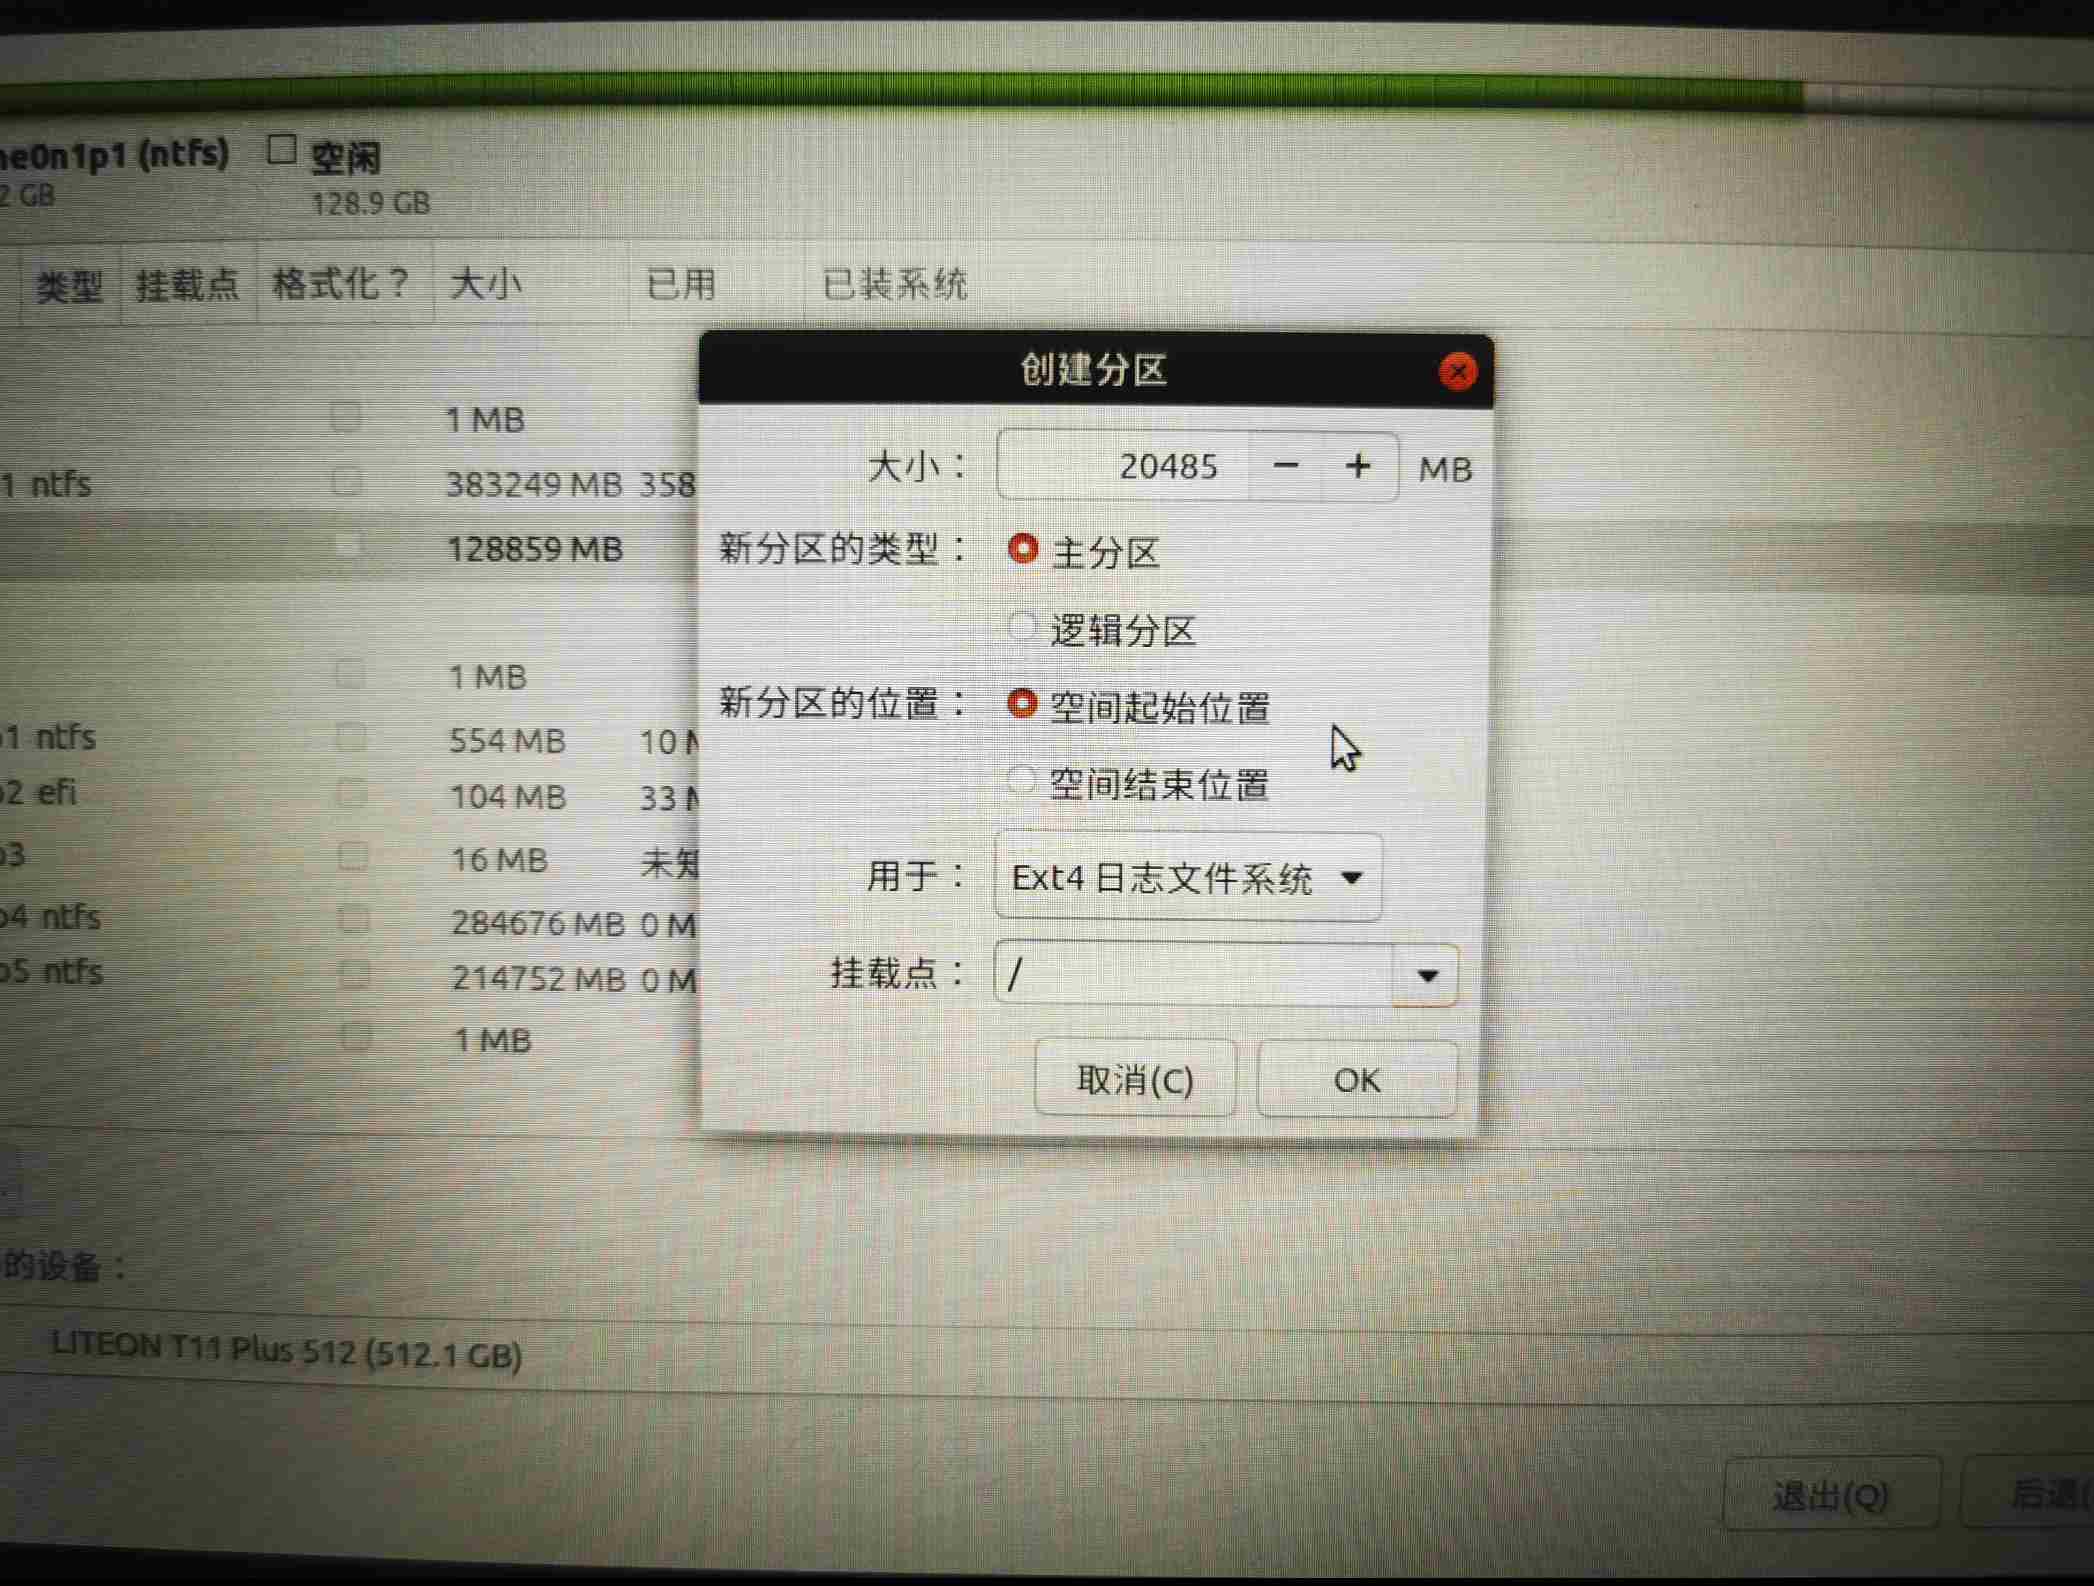 ne0n1p1 (ntfs) 空闲
2 GB 128.9 GB
类型 挂载点 格式化？ 大小 已用 已装系统
1 MB
1 ntfs 383249 MB 358
128859 MB
1 MB
1 ntfs 554 MB 10 M
2 efi 104 MB 33 M
3 16 MB 未知
4 ntfs 284676 MB 0 M
5 ntfs 214752 MB 0 M
1 MB
创建分区
大小： 20485 − + MB
新分区的类型： 主分区
逻辑分区
新分区的位置： 空间起始位置
空间结束位置
用于： Ext4 日志文件系统
挂载点： /
取消(C) OK
的设备：
LITEON T11 Plus 512 (512.1 GB)
退出(Q) 后退(